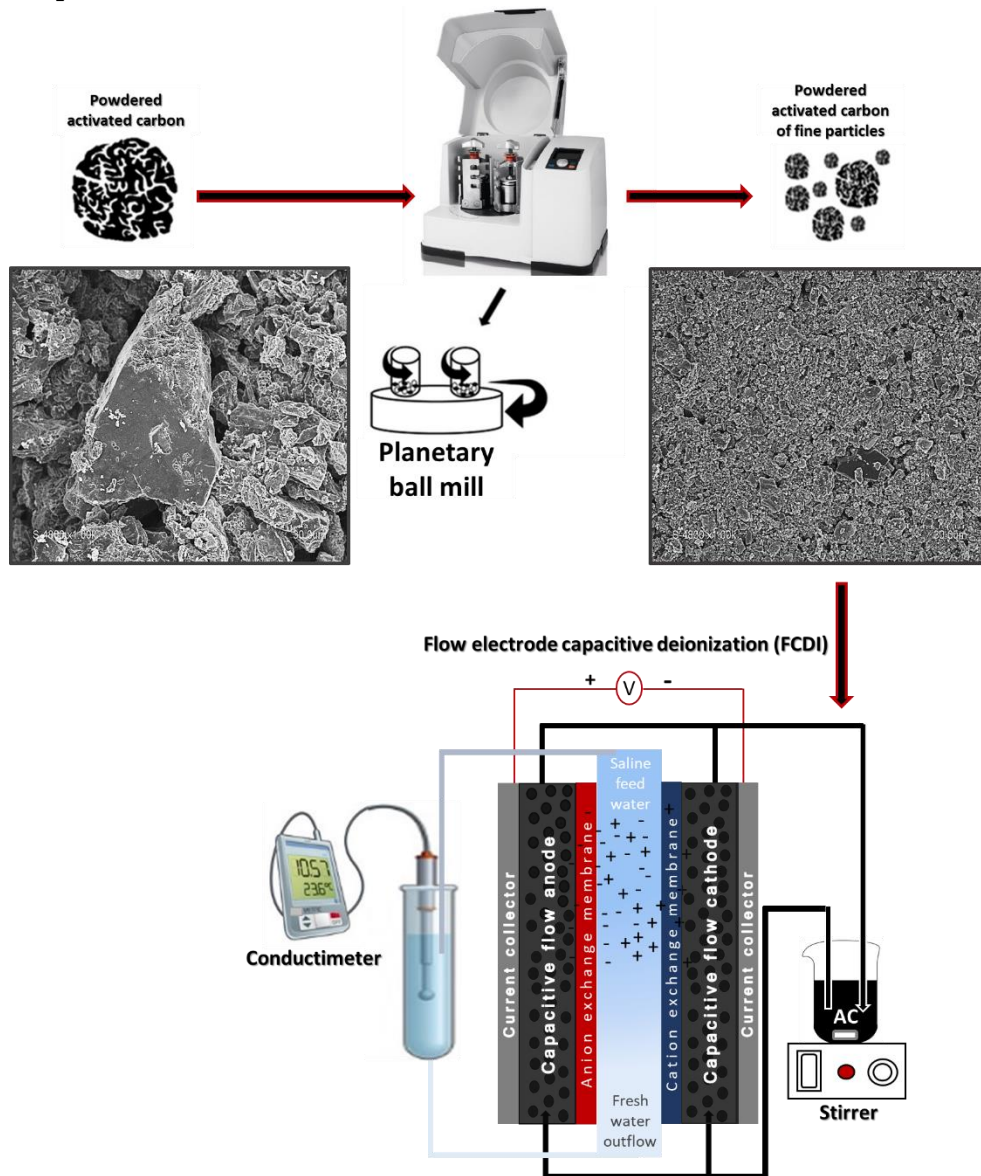 Powdered
activated carbon
Powdered
activated carbon
of fine particles
Planetary
ball mill
Flow electrode capacitive deionization (FCDI)
+ V -
Saline
feed water
Current collector
Capacitive flow anode
Anion exchange membrane
Cation exchange membrane
Capacitive flow cathode
Current collector
10.57
23.6°C
Conductimeter
AC
Stirrer
Fresh
water
outflow